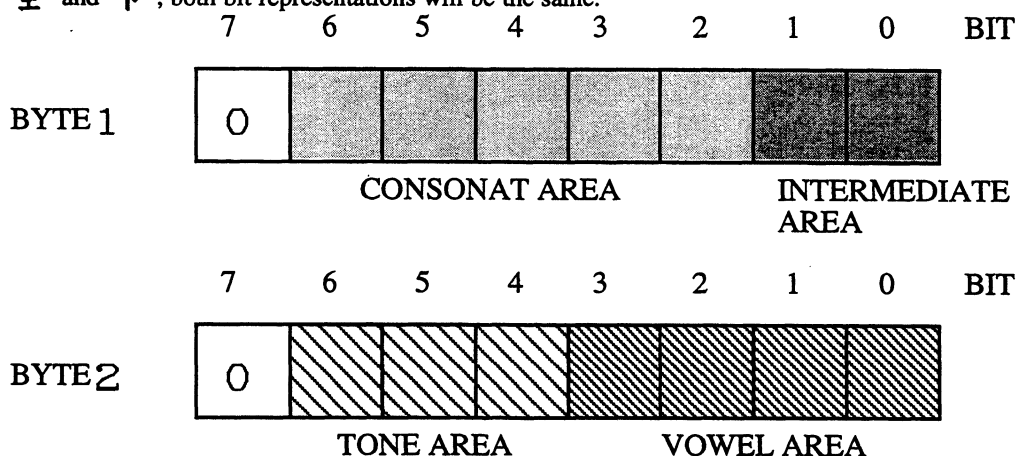 and " ", both bit representations will be the same.
7 6 5 4 3 2 1 0 BIT
BYTE 1 0
CONSONAT AREA INTERMEDIATE
AREA
7 6 5 4 3 2 1 0 BIT
BYTE 2 0
TONE AREA VOWEL AREA